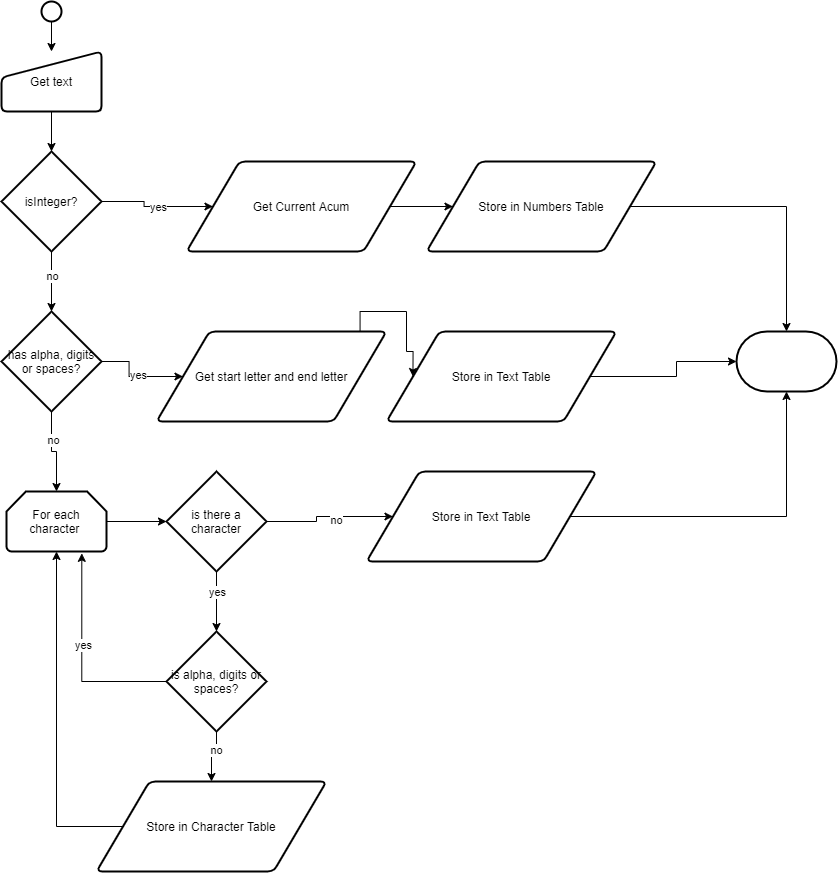 Get text
isInteger?
yes
Get Current Acum
Store in Numbers Table
no
has alpha, digits
or spaces?
yes
Get start letter and end letter
Store in Text Table
no
For each
character
is there a
character
no
Store in Text Table
yes
yes
is alpha, digits or
spaces?
no
Store in Character Table